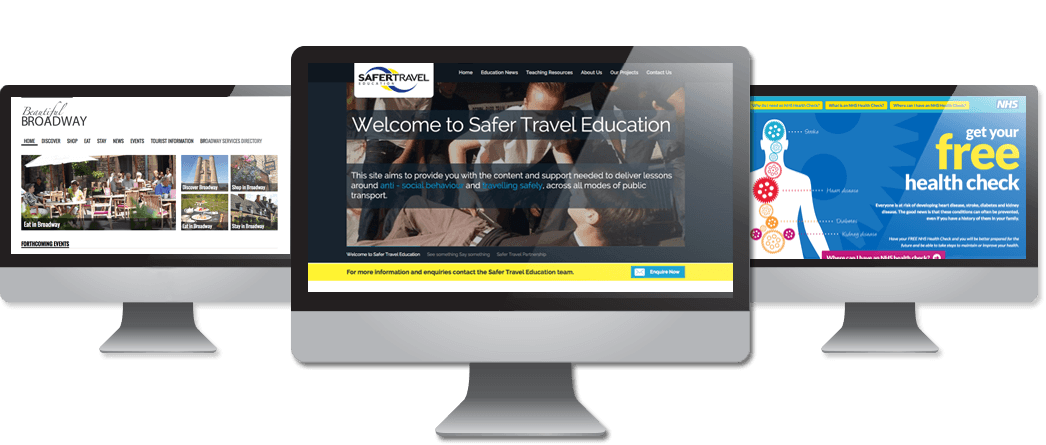 Beautiful
BROADWAY
HOME DISCOVER SHOP EAT STAY NEWS EVENTS TOURIST INFORMATION BROADWAY SERVICES DIRECTORY
Discover Broadway
Shop in Broadway
Eat in Broadway
Eat in Broadway
Stay in Broadway
FORTHCOMING EVENTS
SAFERTRAVEL
EDUCATION
Home Education News Teaching Resources About Us Our Projects Contact Us
Welcome to Safer Travel Education
This site aims to provide you with the content and support needed to deliver lessons
around anti - social behaviour and travelling safely, across all modes of public
transport.
Welcome to Safer Travel Education See something Say something Safer Travel Partnership
For more information and enquiries contact the Safer Travel Education team.
Enquire Now
Why do I need an NHS Health Check? What is an NHS Health Check? Where can I have an NHS Health Check?
NHS
get your
free
health check
Stroke
Heart disease
Diabetes
Kidney disease
Everyone is at risk of developing heart disease, stroke, diabetes and kidney
disease. The good news is that these conditions can often be prevented,
even if you have a history of them in your family.
Have your FREE NHS Health Check and you will be better prepared for the
future and be able to take steps to maintain or improve your health.
Where can I have an NHS health check?